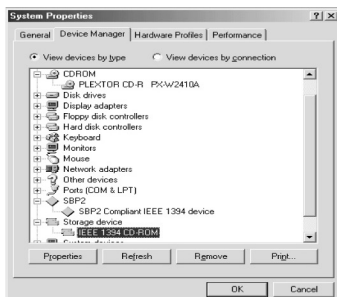 System Properties
General Device Manager Hardware Profiles Performance
View devices by type View devices by connection
CDROM
PLEXTOR CD-R PX-W2410A
Disk drives
Display adapters
Floppy disk controllers
Hard disk controllers
Keyboard
Monitors
Mouse
Network adapters
Other devices
Ports (COM & LPT)
SBP2
SBP2 Compliant IEEE 1394 device
Storage device
IEEE 1394 CD-ROM
System devices
Properties Refresh Remove Print...
OK Cancel